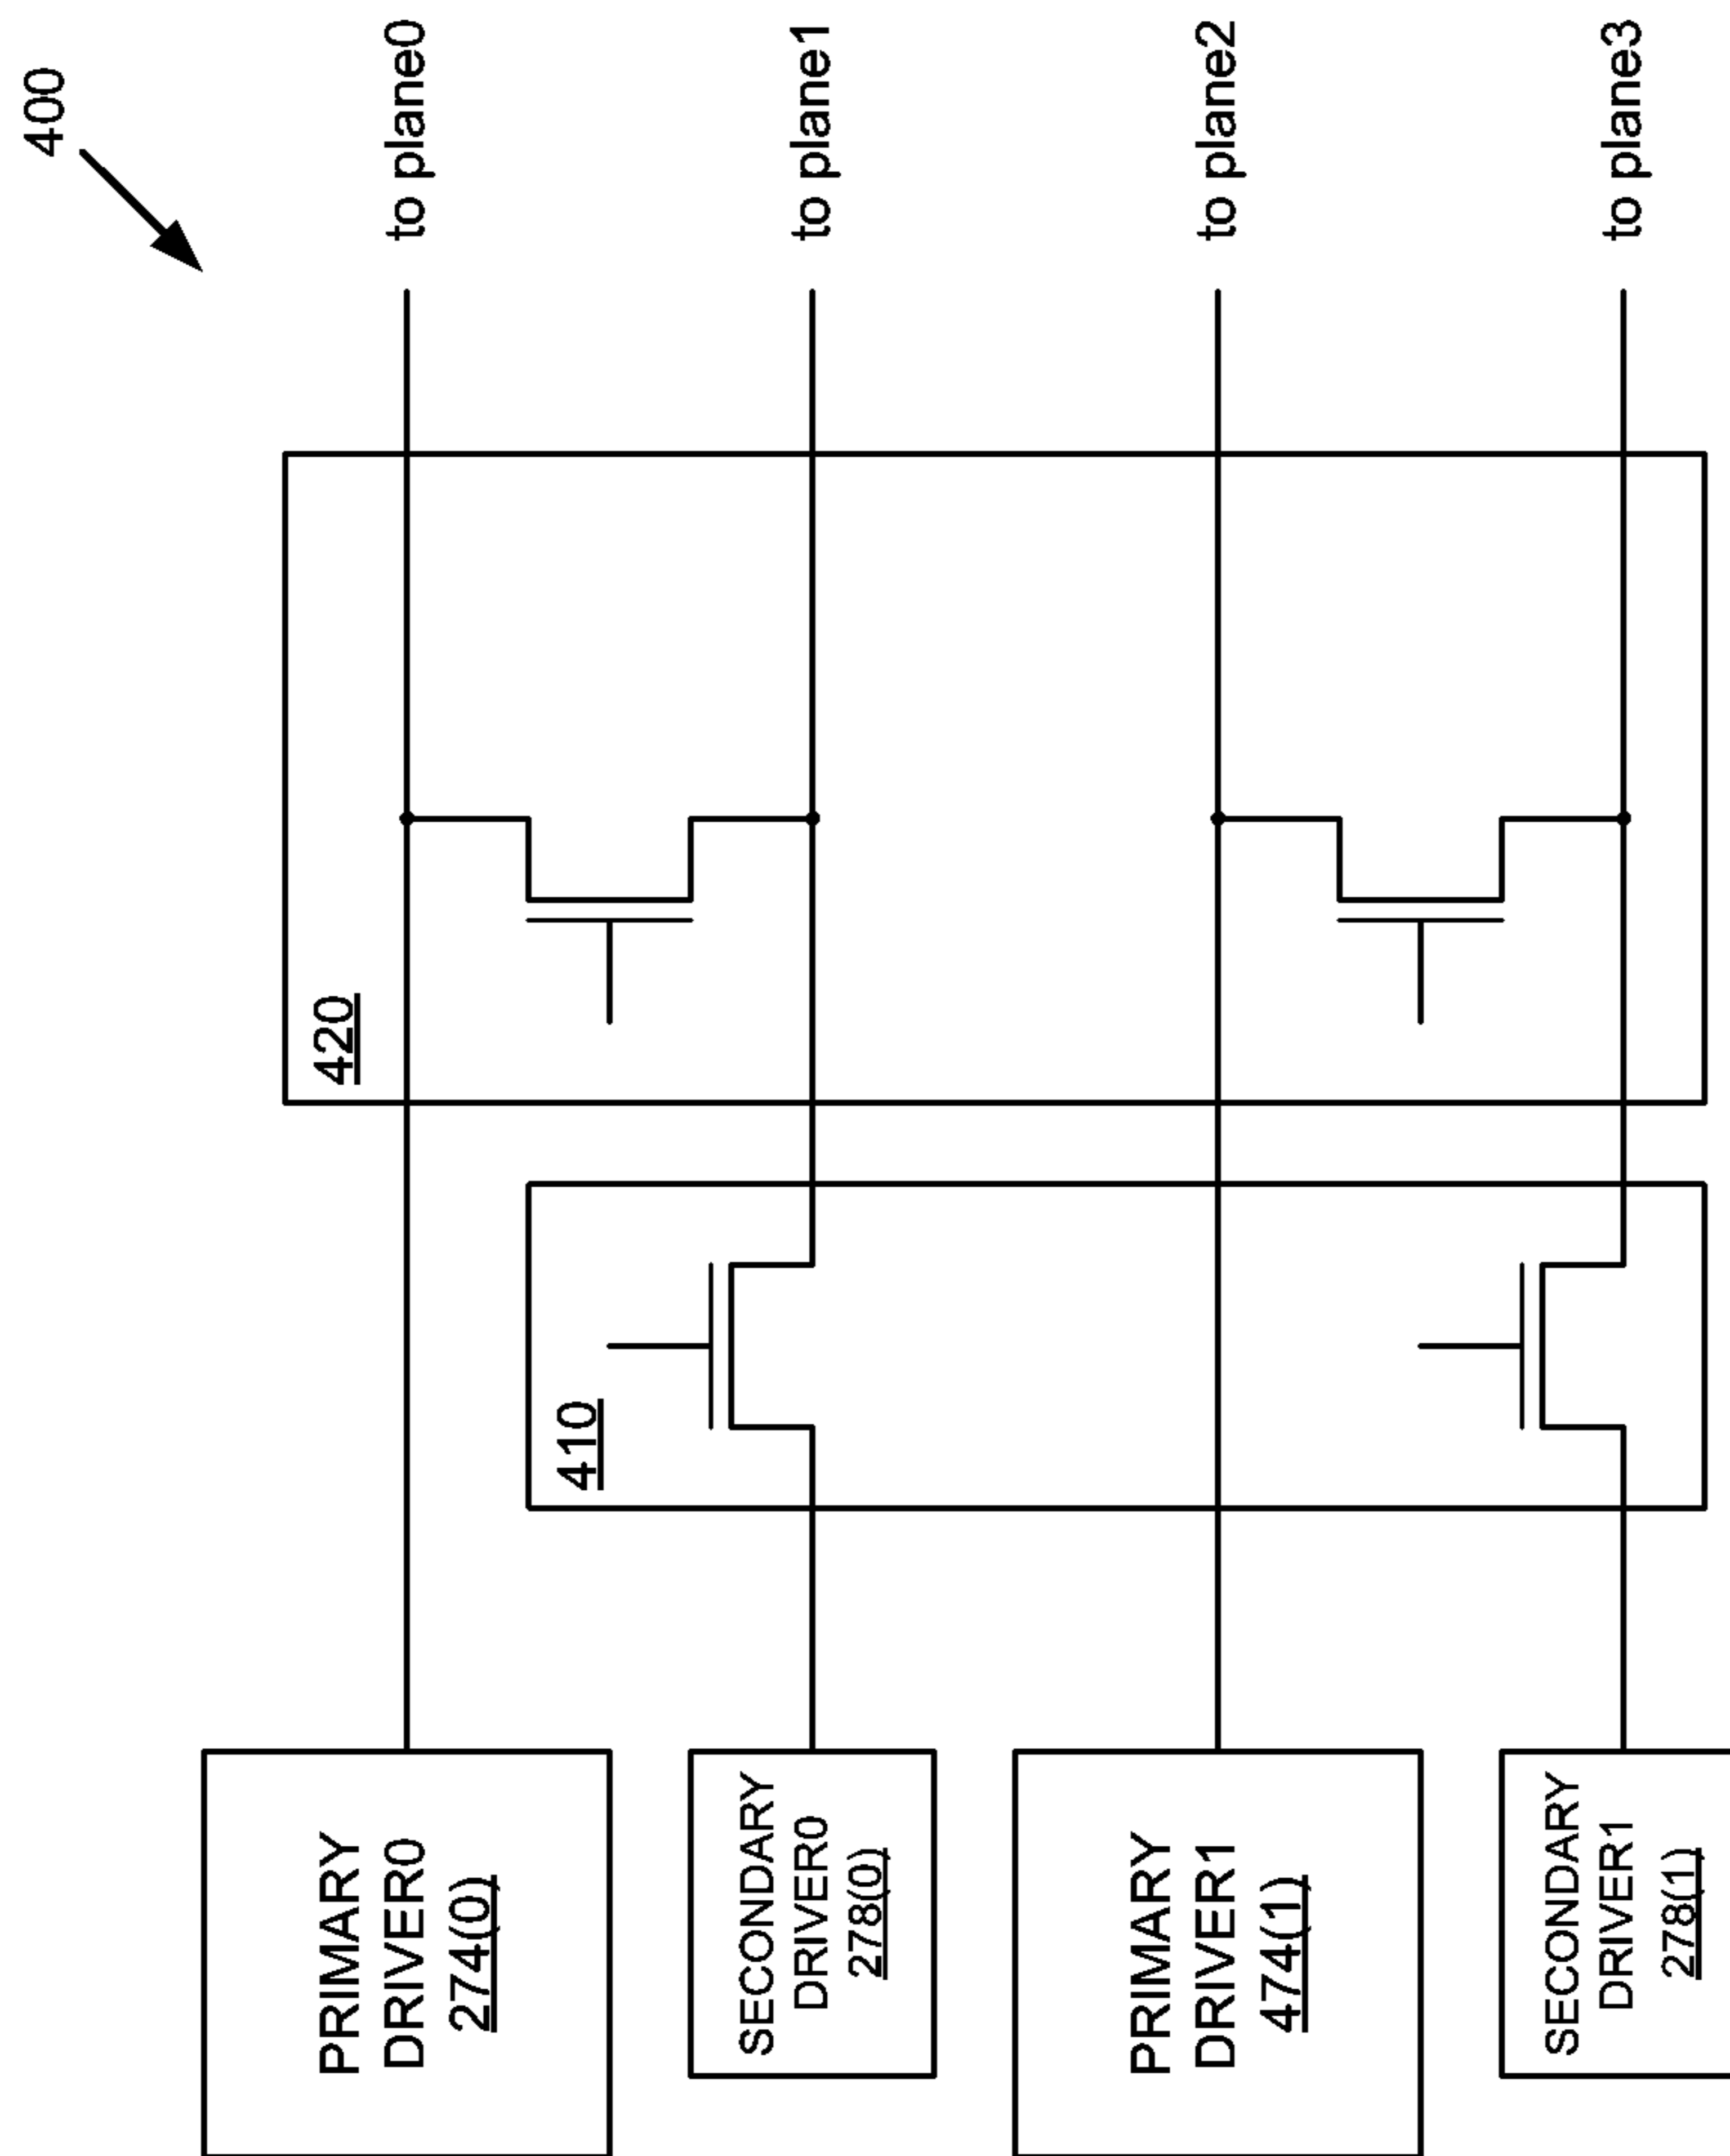 400
PRIMARY
DRIVER0
274(0)
SECONDARY
DRIVER0
278(0)
PRIMARY
DRIVER1
474(1)
SECONDARY
DRIVER1
278(1)
410
420
to plane0
to plane1
to plane2
to plane3